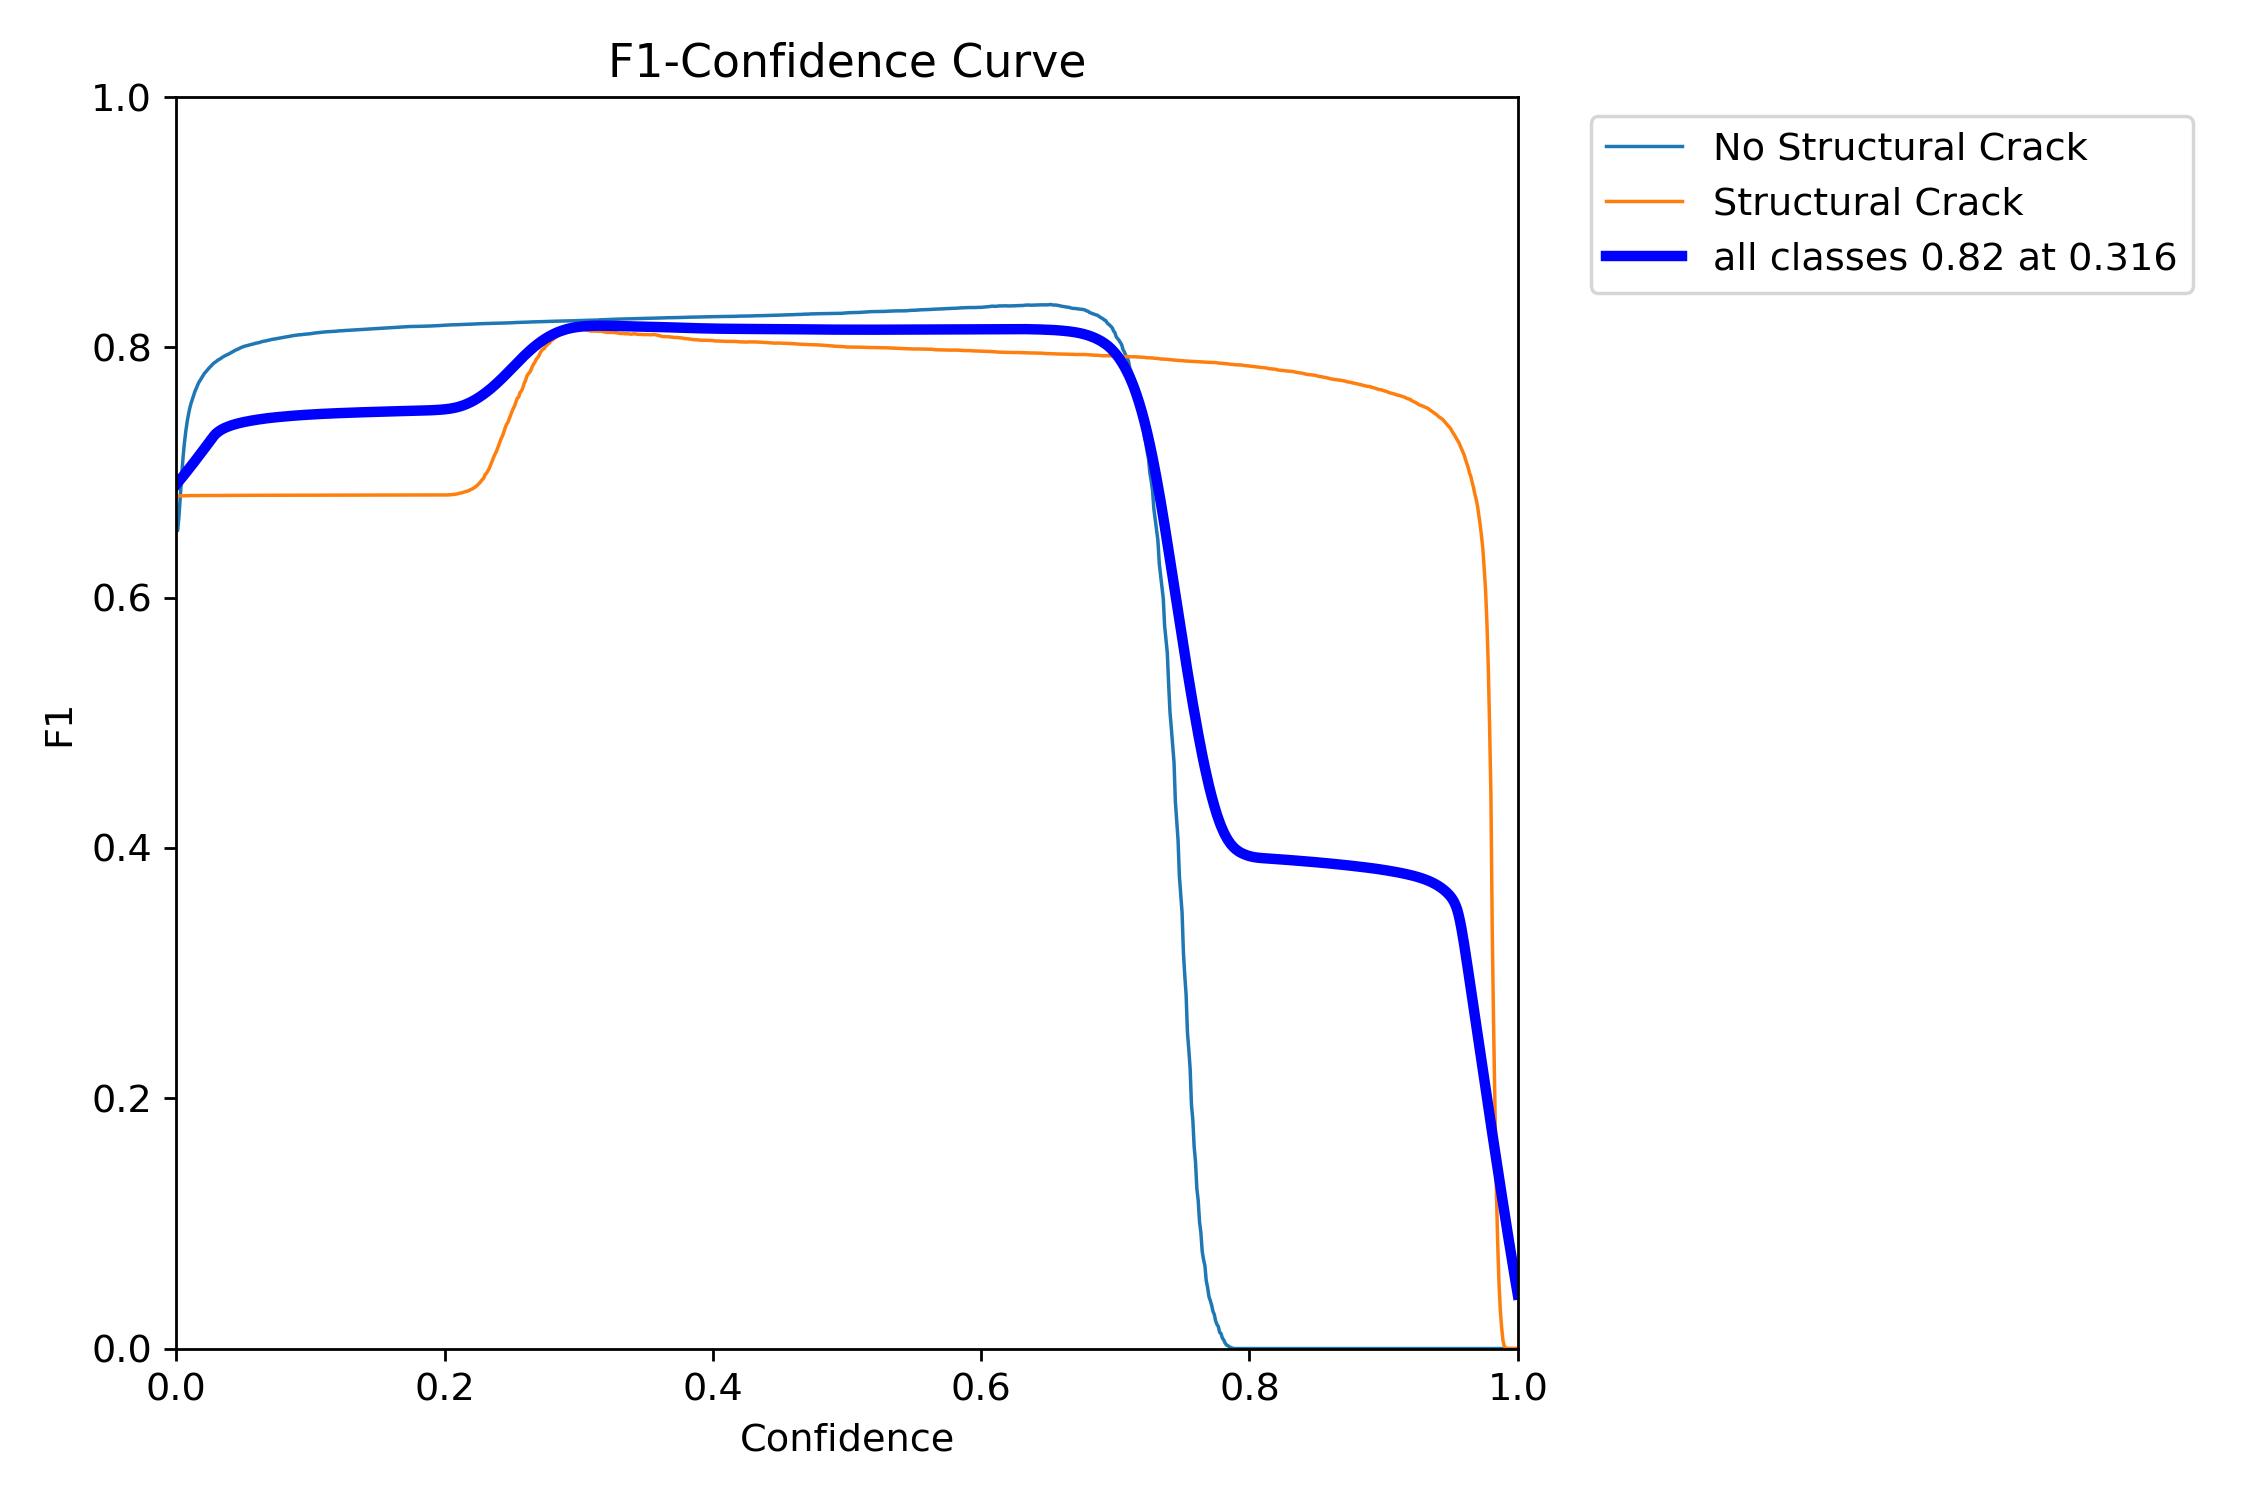 F1-Confidence Curve
No Structural Crack
Structural Crack
all classes 0.82 at 0.316
1.0
0.8
0.6
0.4
0.2
0.0
F1
0.0 0.2 0.4 0.6 0.8 1.0
Confidence